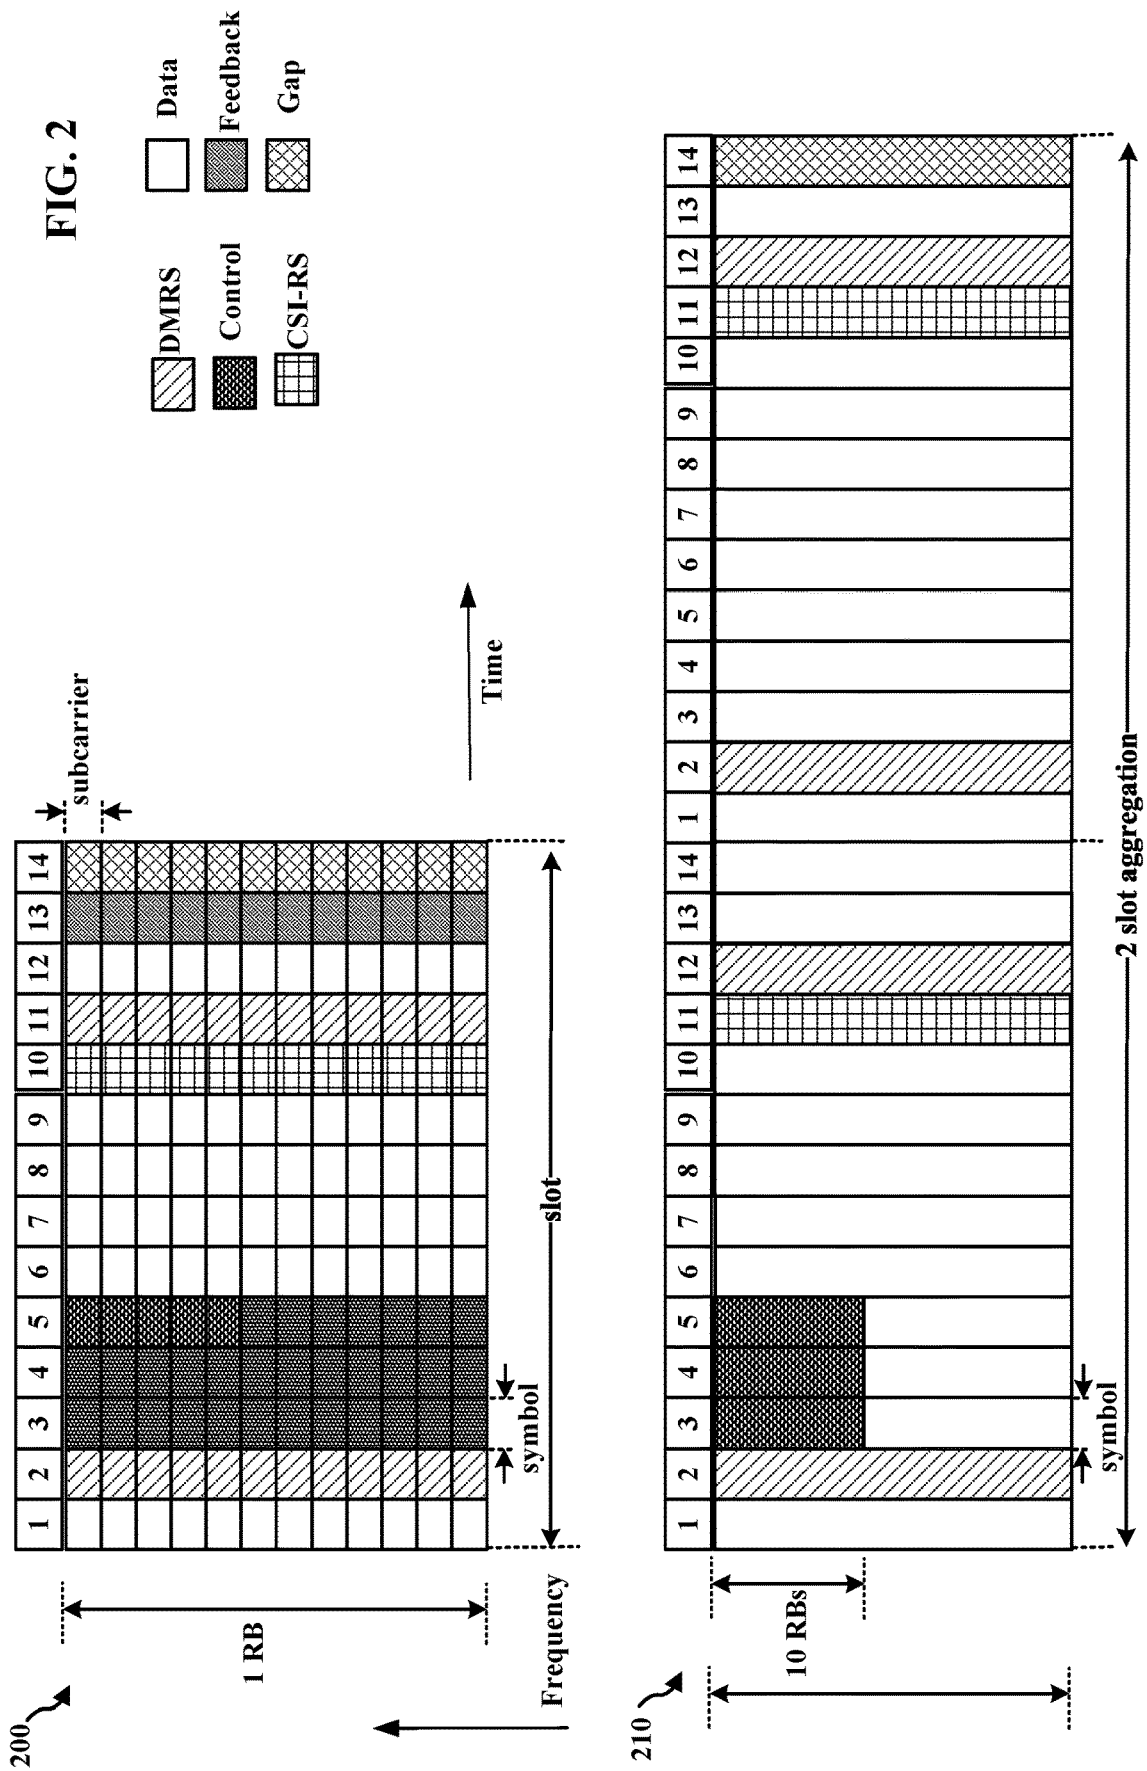 FIG. 2
DMRS
Data
Control
Feedback
CSI-RS
Gap
200
1 2 3 4 5 6 7 8 9 10 11 12 13 14
subcarrier
1 RB
symbol
slot
Frequency
Time
210
1 2 3 4 5 6 7 8 9 10 11 12 13 14 1 2 3 4 5 6 7 8 9 10 11 12 13 14
10 RBs
symbol
2 slot aggregation